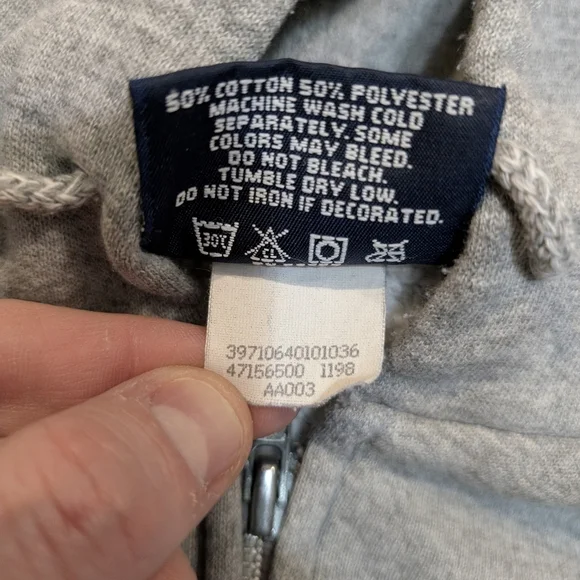 50% COTTON 50% POLYESTER
MACHINE WASH COLD
SEPARATELY. SOME
COLORS MAY BLEED.
DO NOT BLEACH.
TUMBLE DRY LOW.
DO NOT IRON IF DECORATED.
30° CL
39710640101036
47156500 1198
AA003